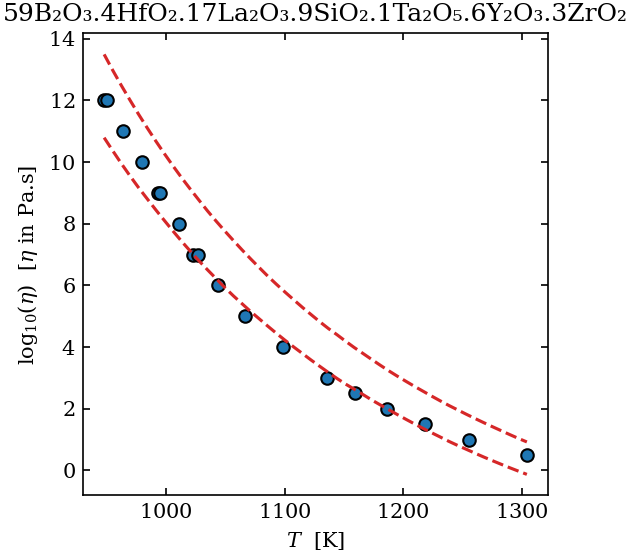 59B₂O₃.4HfO₂.17La₂O₃.9SiO₂.1Ta₂O₅.6Y₂O₃.3ZrO₂
14
12
10
8
6
4
2
0
log₁₀(η) [η in Pa.s]
1000 1100 1200 1300
T [K]